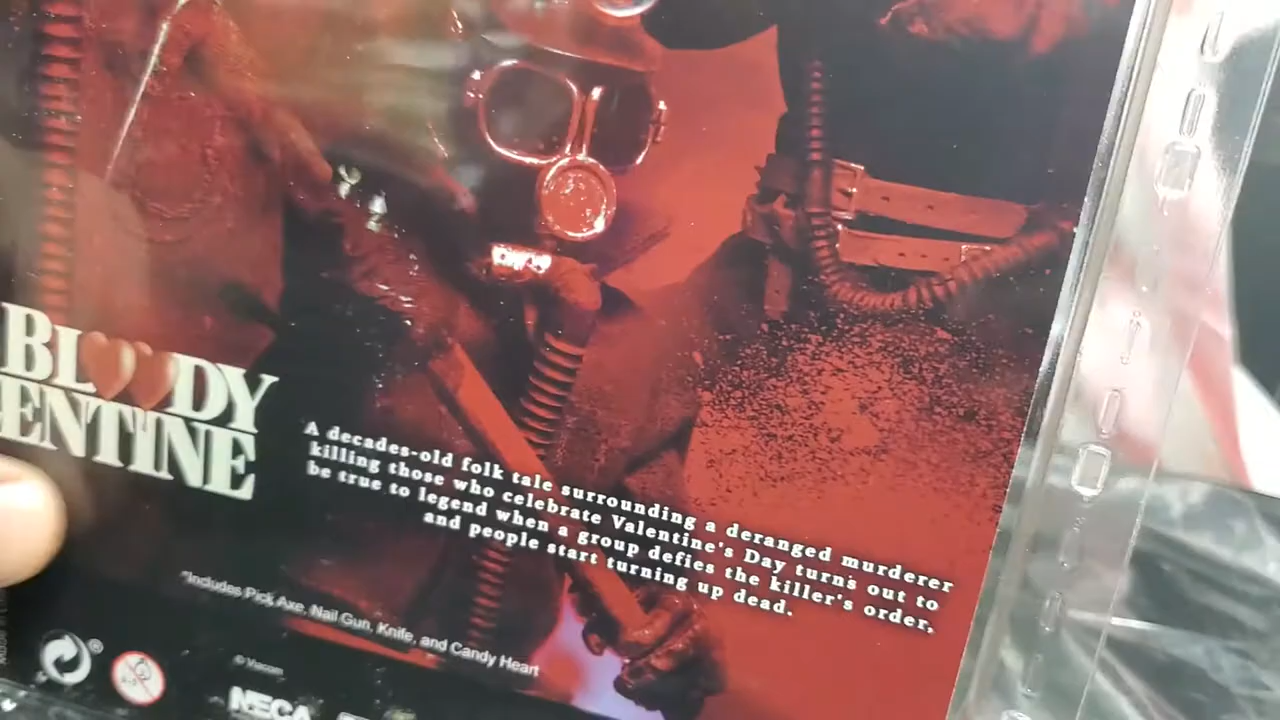 BLOODY
ENTINE
A decades-old folk tale surrounding a deranged murderer
killing those who celebrate Valentine's Day turns out to
be true to legend when a group defies the killer's order,
and people start turning up dead.
*Includes Pick Axe, Nail Gun, Knife, and Candy Heart
© Viacom
NECA